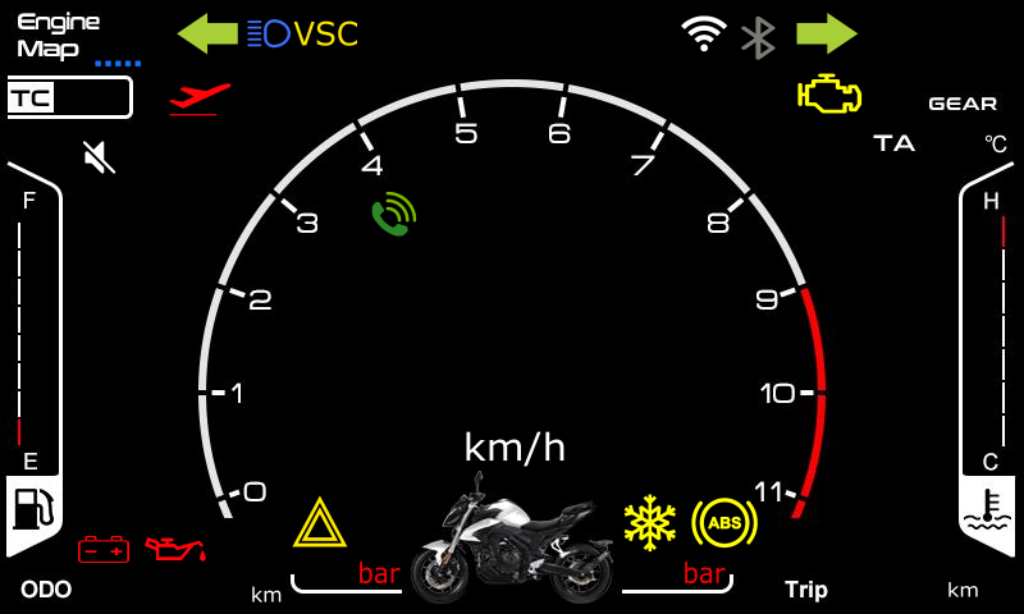 Engine
Map
VSC
TC
GEAR
TA
°C
5
6
4
7
F
H
3
8
2
9
1
10
km/h
E
C
0
11
ABS
bar
bar
ODO
km
Trip
km